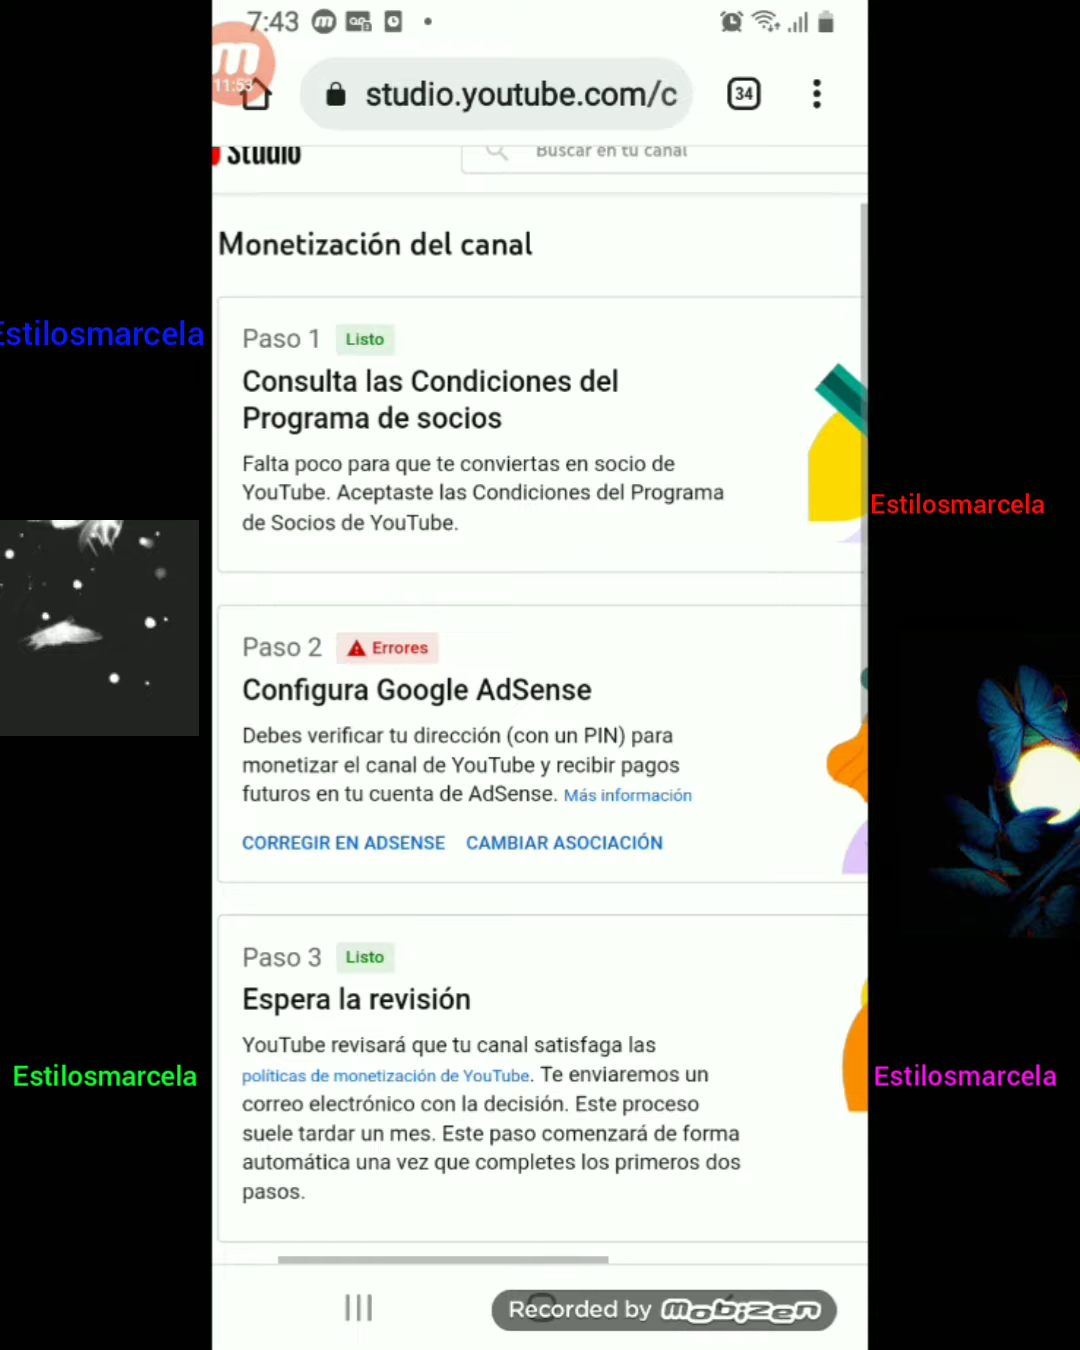 7:43
11:53
studio.youtube.com/c
34
Studio
Buscar en tu canal
Monetización del canal
Estilosmarcela
Paso 1 Listo
Consulta las Condiciones del
Programa de socios
Falta poco para que te conviertas en socio de
YouTube. Aceptaste las Condiciones del Programa
de Socios de YouTube.
Estilosmarcela
Paso 2 Errores
Configura Google AdSense
Debes verificar tu dirección (con un PIN) para
monetizar el canal de YouTube y recibir pagos
futuros en tu cuenta de AdSense. Más información
CORREGIR EN ADSENSE CAMBIAR ASOCIACIÓN
Paso 3 Listo
Espera la revisión
YouTube revisará que tu canal satisfaga las
políticas de monetización de YouTube. Te enviaremos un
correo electrónico con la decisión. Este proceso
suele tardar un mes. Este paso comenzará de forma
automática una vez que completes los primeros dos
pasos.
Estilosmarcela
Estilosmarcela
Recorded by mobizen